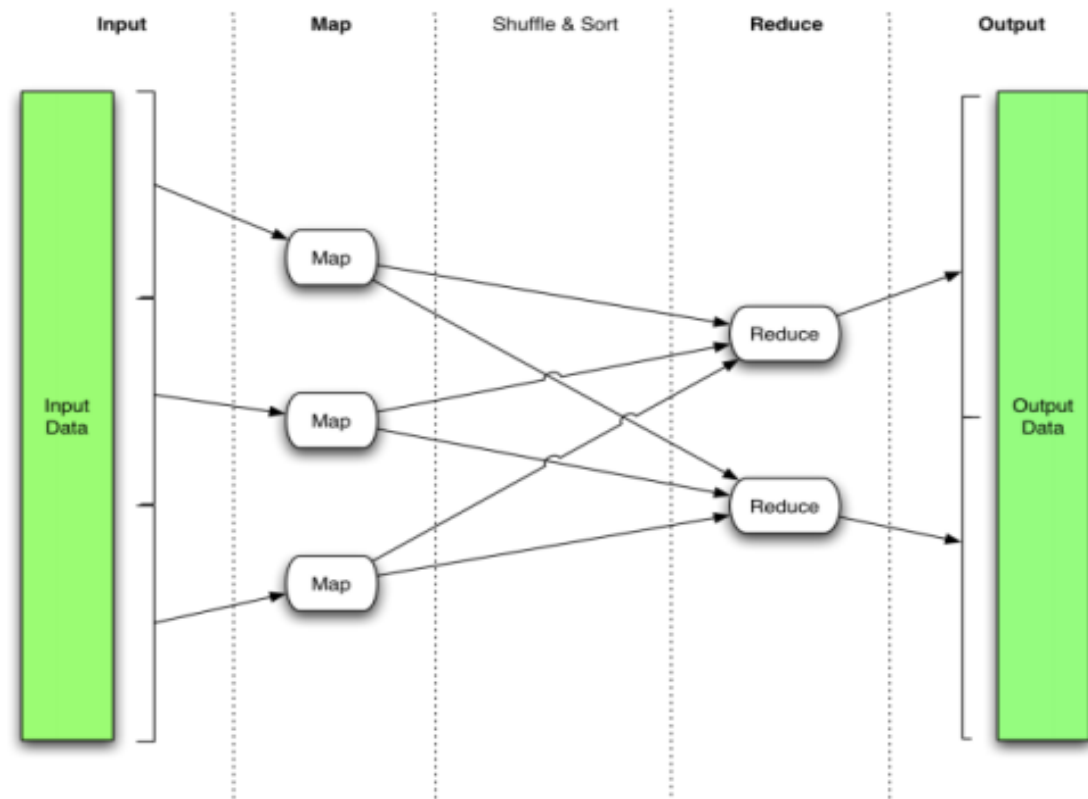 Input
Map
Shuffle & Sort
Reduce
Output
Map
Reduce
Input
Data
Map
Output
Data
Reduce
Map